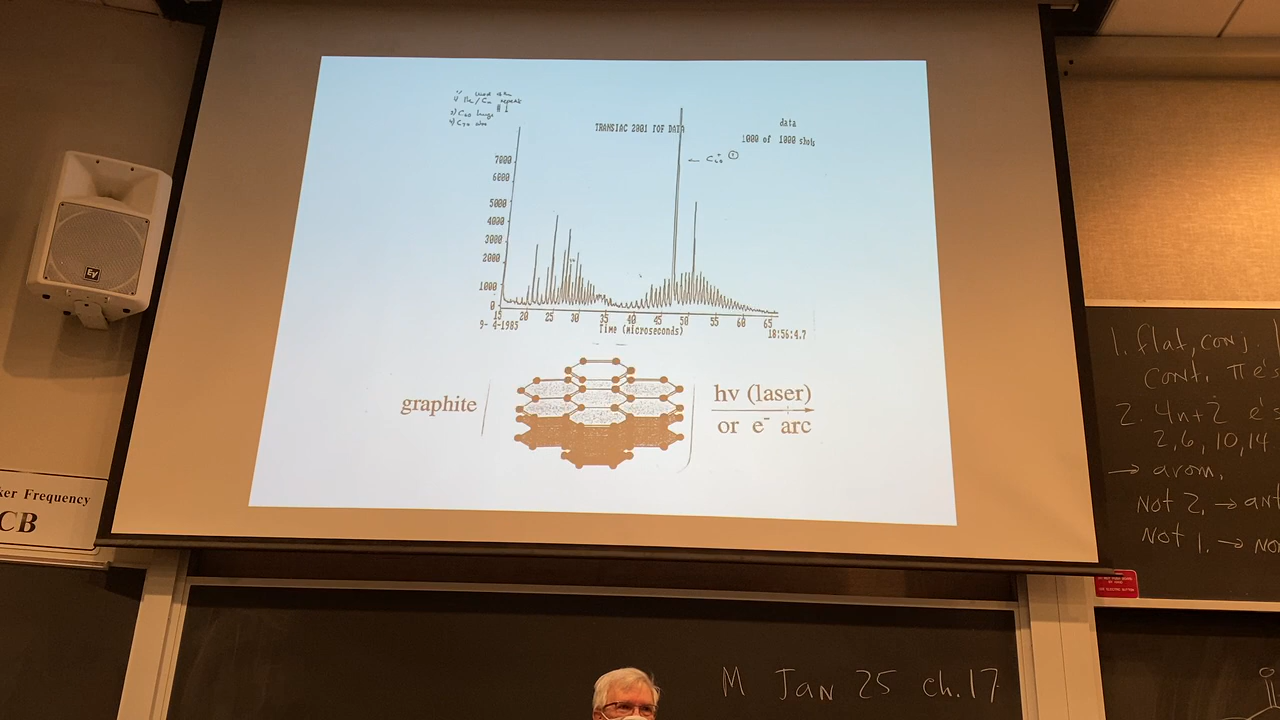 TRANSIAC 2001 TOF DATA
data
1000 of 1000 shots
7000
6000
5000
4000
3000
2000
1000
0
15 20 25 30 35 40 45 50 55 60 65
Time (Microseconds)
9- 4-1985
18:56:4.7
graphite
hν (laser)
or e⁻ arc
EV
ker Frequency
CB
1. flat, conj.
cont. π e's
2. 4n+2 e's
2,6,10,14
→ arom.
Not 2. → ant
Not 1. → no
M Jan 25 ch.17